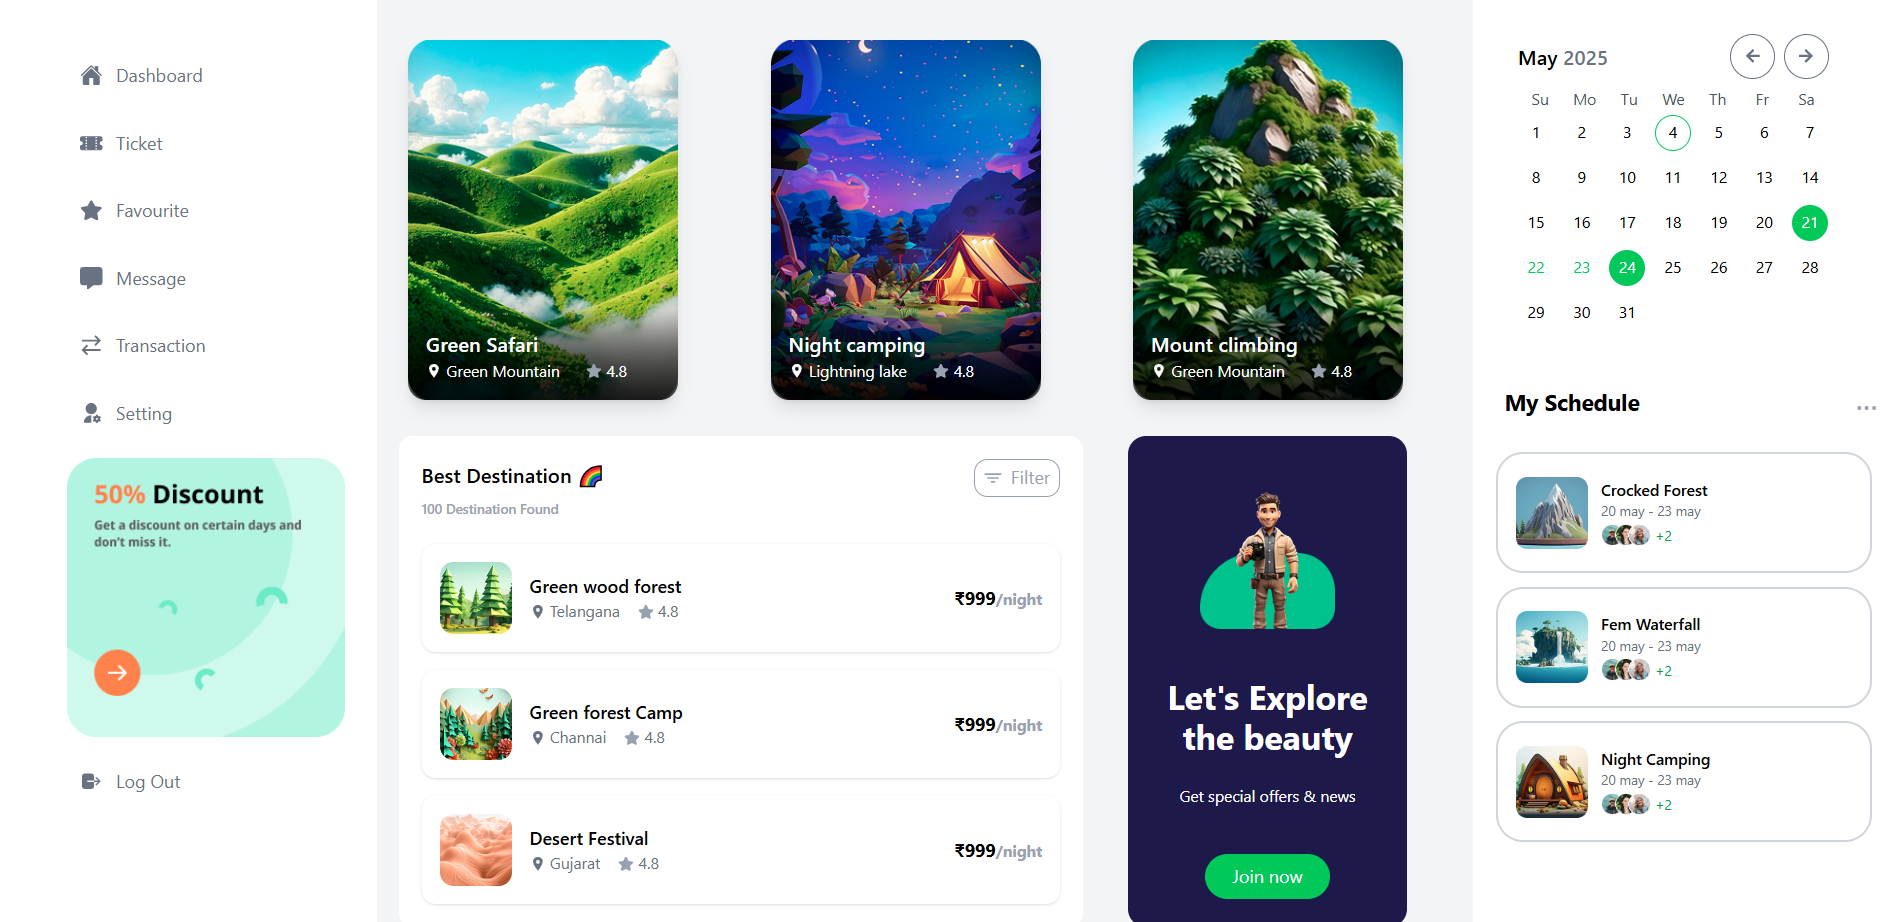 Dashboard
Ticket
Favourite
Message
Transaction
Setting
50% Discount
Get a discount on certain days and
don't miss it.
Log Out
Green Safari
Green Mountain 4.8
Night camping
Lightning lake 4.8
Mount climbing
Green Mountain 4.8
Best Destination 🌈
Filter
100 Destination Found
Green wood forest
Telangana 4.8
₹999/night
Green forest Camp
Channai 4.8
₹999/night
Desert Festival
Gujarat 4.8
₹999/night
Let's Explore
the beauty
Get special offers & news
Join now
May 2025
Su Mo Tu We Th Fr Sa
1 2 3 4 5 6 7
8 9 10 11 12 13 14
15 16 17 18 19 20 21
22 23 24 25 26 27 28
29 30 31
My Schedule
Crocked Forest
20 may - 23 may
+2
Fem Waterfall
20 may - 23 may
+2
Night Camping
20 may - 23 may
+2